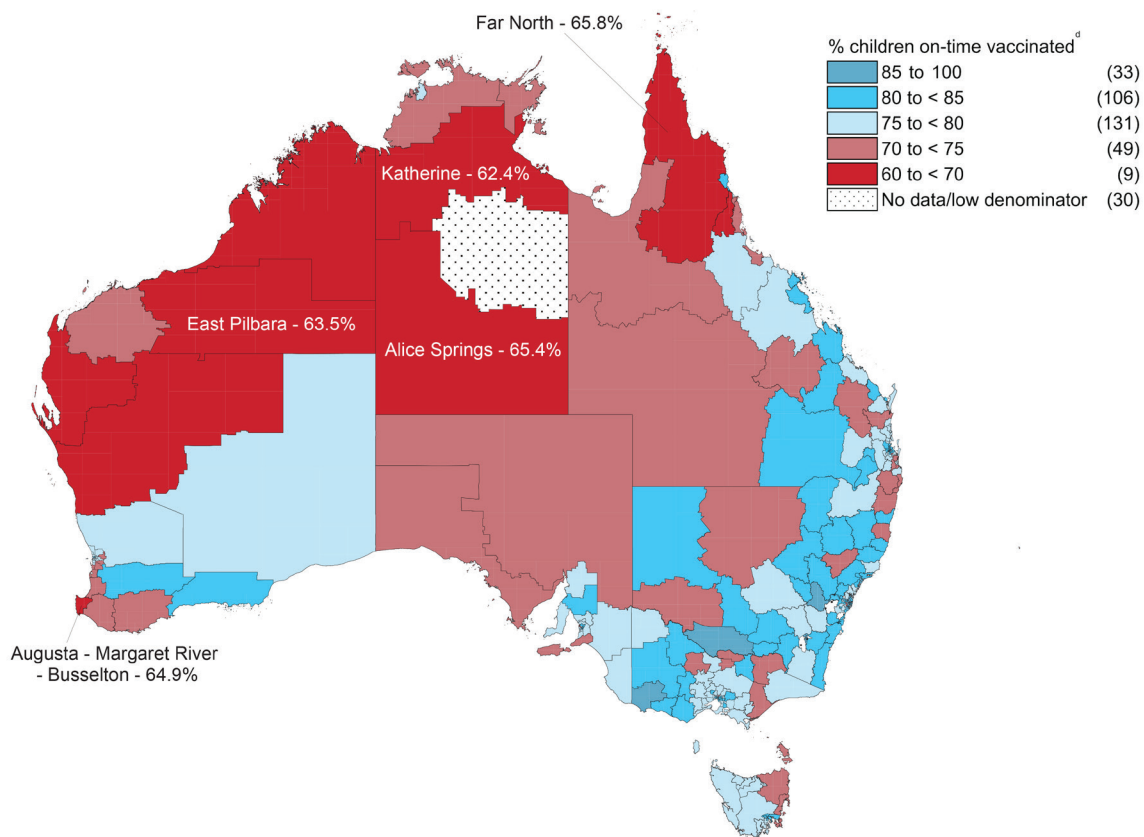 Far North - 65.8%
% children on-time vaccinated d
85 to 100 (33)
80 to < 85 (106)
75 to < 80 (131)
70 to < 75 (49)
60 to < 70 (9)
No data/low denominator (30)
Katherine - 62.4%
East Pilbara - 63.5%
Alice Springs - 65.4%
Augusta - Margaret River
- Busselton - 64.9%